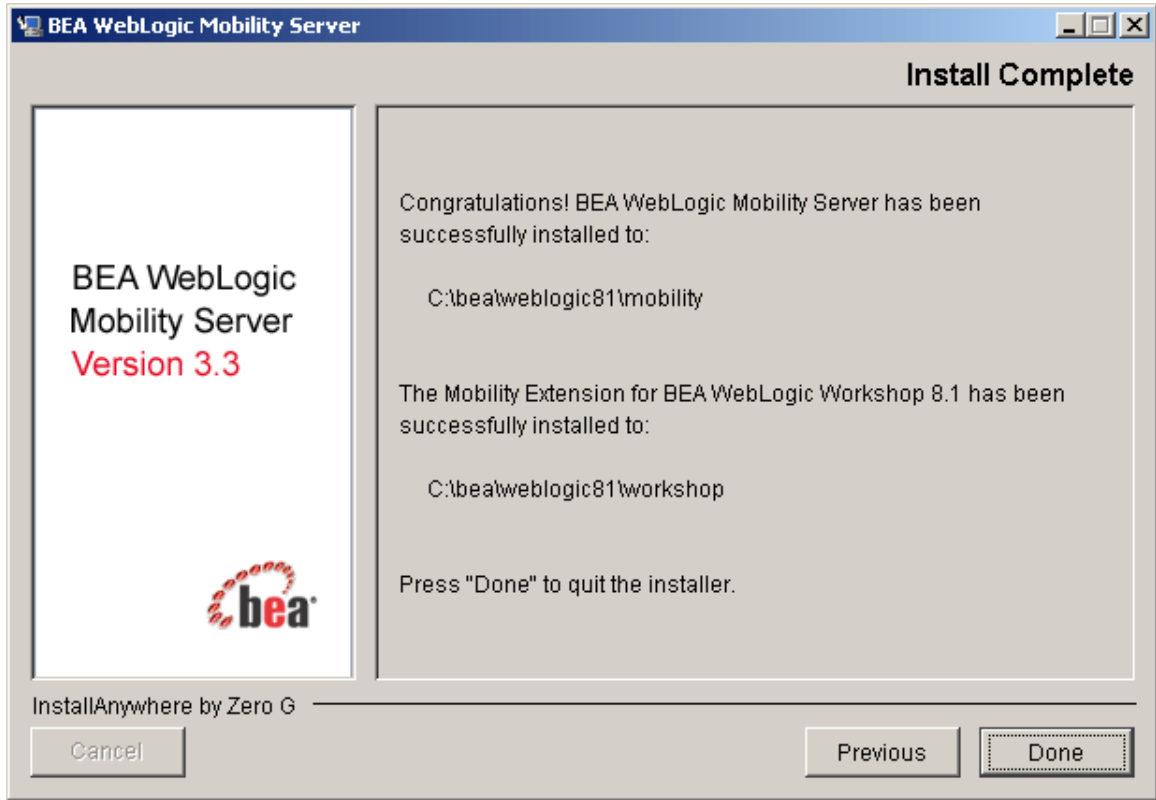 BEA WebLogic Mobility Server
Install Complete
BEA WebLogic
Mobility Server
Version 3.3
bea
Congratulations! BEA WebLogic Mobility Server has been
successfully installed to:
C:\bea\weblogic81\mobility
The Mobility Extension for BEA WebLogic Workshop 8.1 has been
successfully installed to:
C:\bea\weblogic81\workshop
Press "Done" to quit the installer.
InstallAnywhere by Zero G
Cancel
Previous
Done